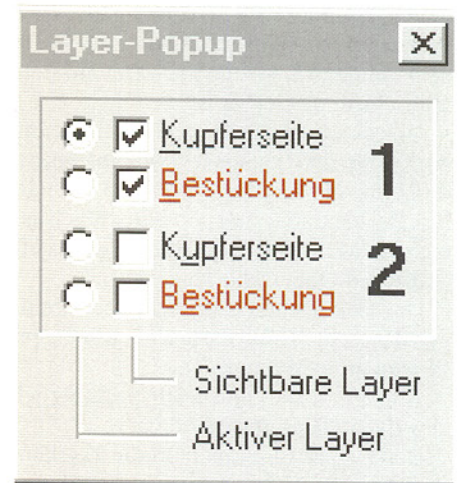 Layer-Popup
Kupferseite
Bestückung
1
Kupferseite
Bestückung
2
Sichtbare Layer
Aktiver Layer